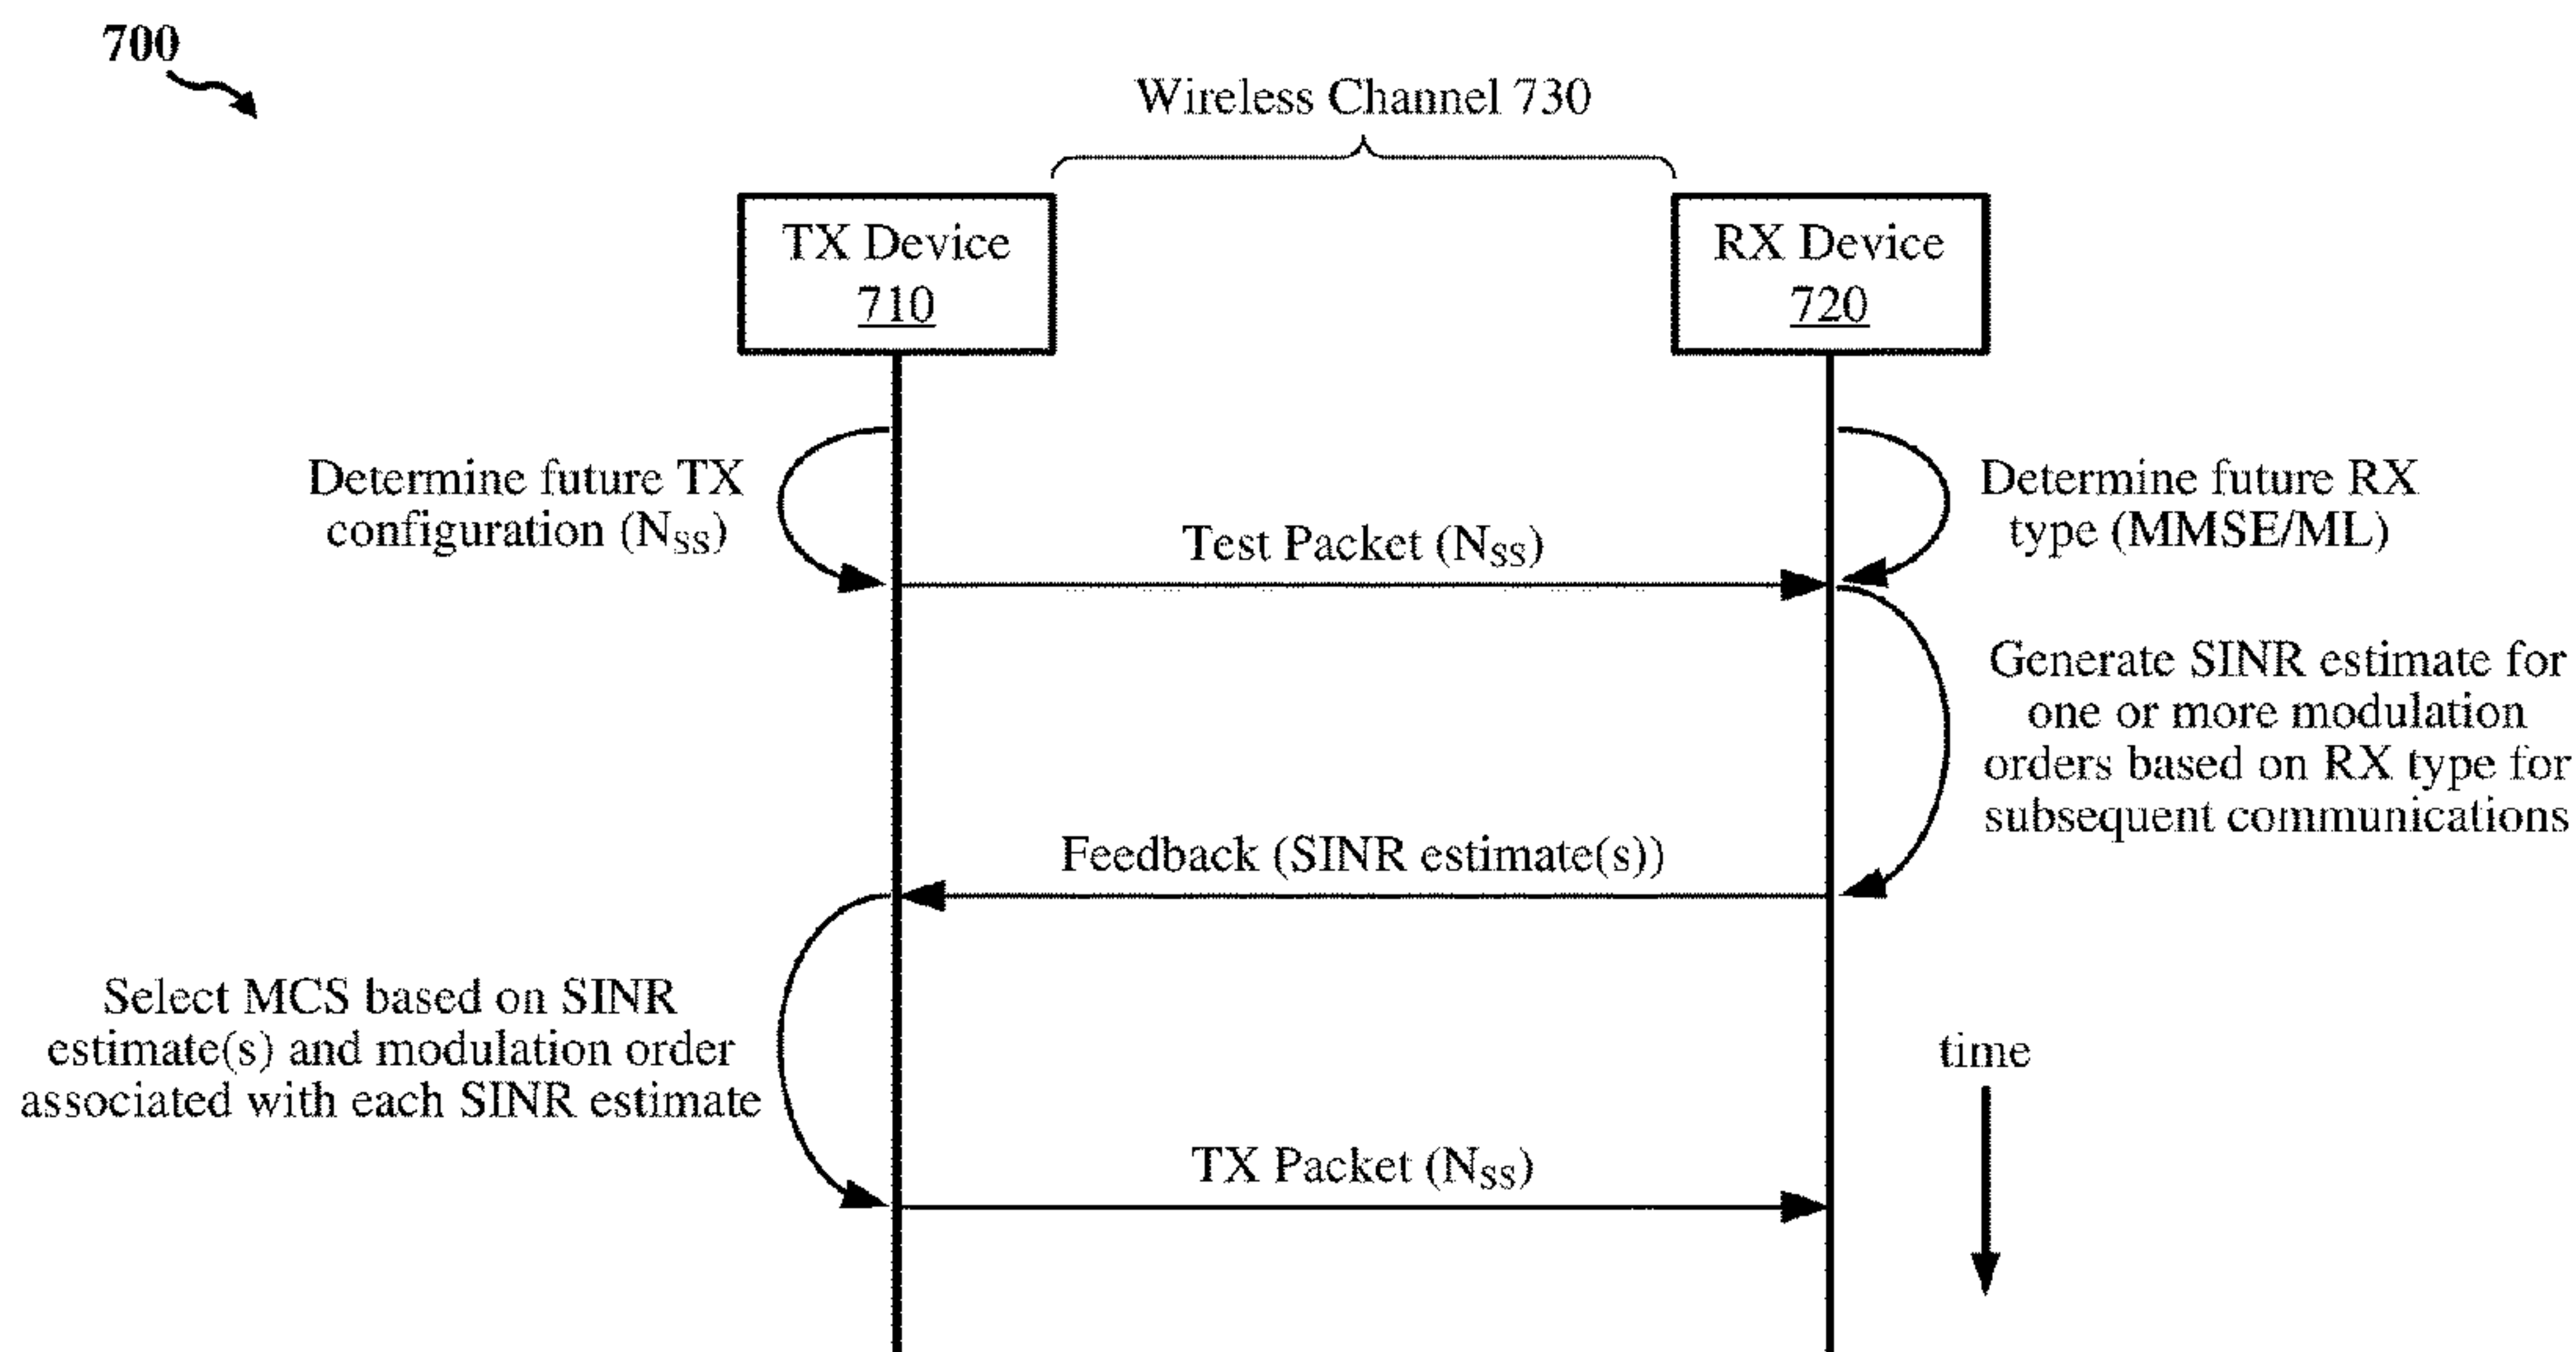 700
Wireless Channel 730
TX Device
710
RX Device
720
Determine future TX
configuration (NSS)
Determine future RX
type (MMSE/ML)
Test Packet (NSS)
Generate SINR estimate for
one or more modulation
orders based on RX type for
subsequent communications
Feedback (SINR estimate(s))
Select MCS based on SINR
estimate(s) and modulation order
associated with each SINR estimate
time
TX Packet (NSS)